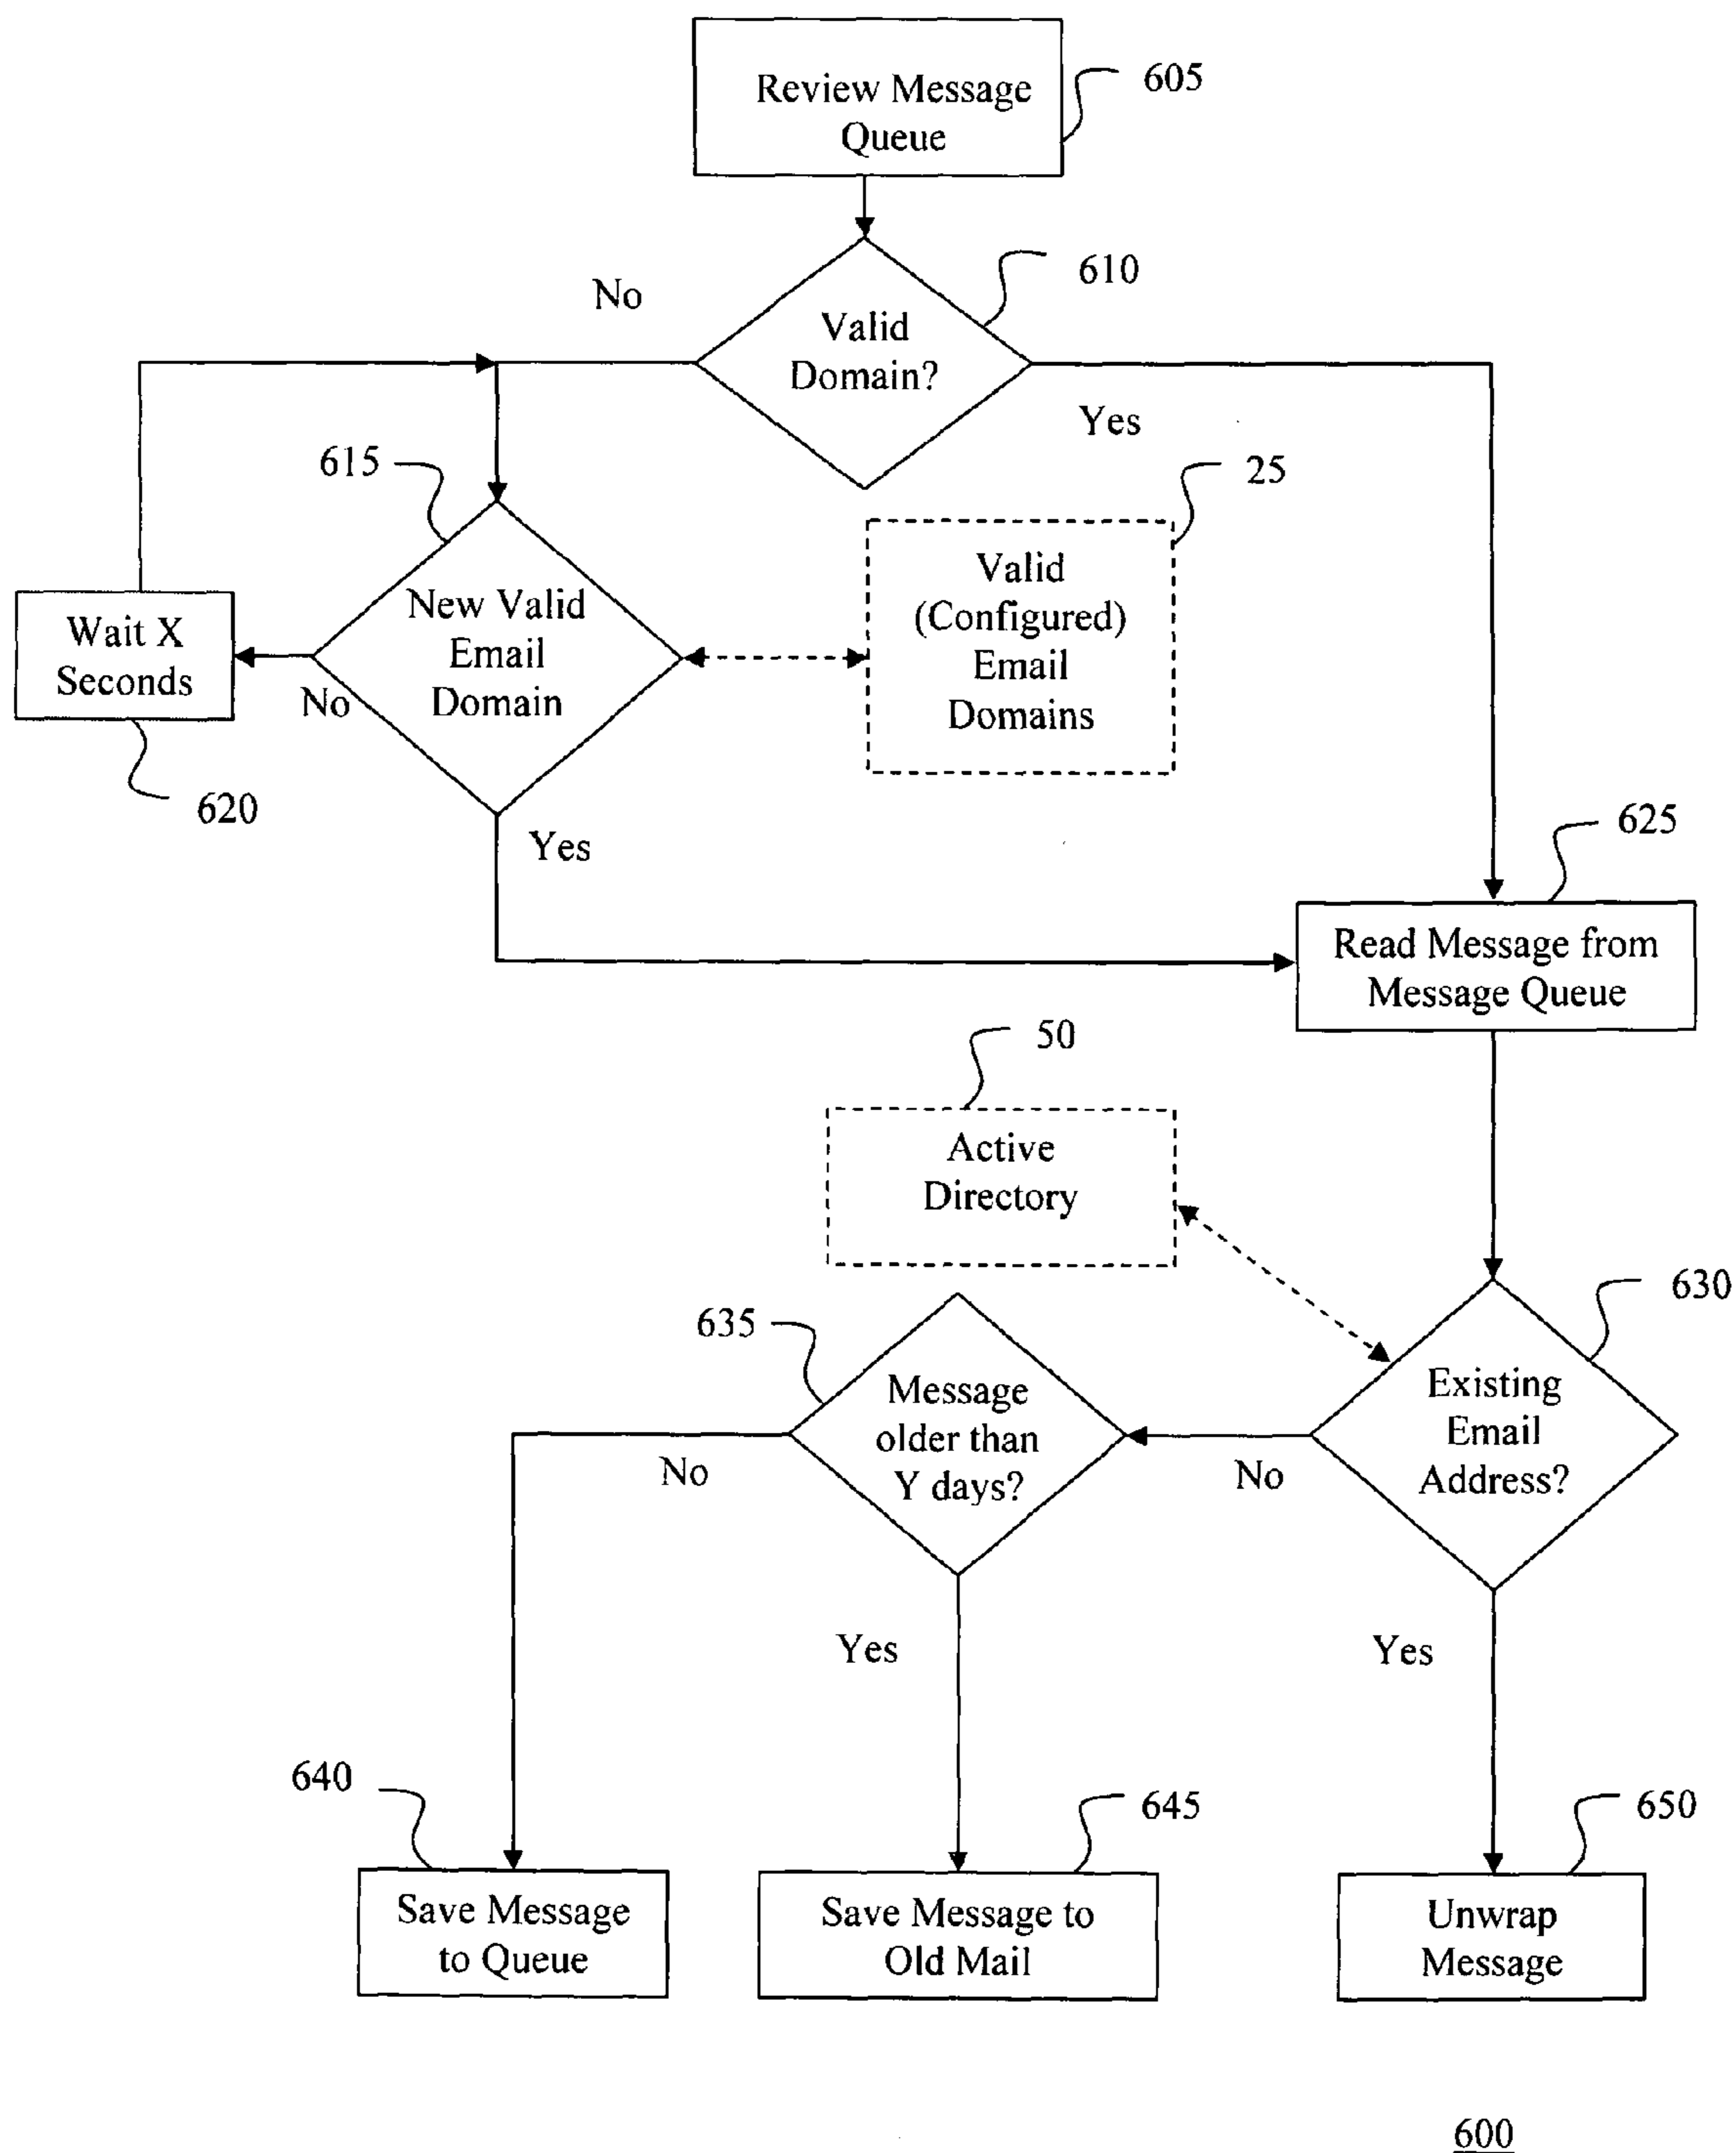 Review Message
Queue
605
610
No
Valid
Domain?
Yes
615
25
New Valid
Email
Domain
Valid
(Configured)
Email
Domains
Wait X
Seconds
No
620
Yes
625
Read Message from
Message Queue
50
Active
Directory
630
635
Existing
Email
Address?
Message
older than
Y days?
No
No
Yes
Yes
640
645
650
Save Message
to Queue
Save Message to
Old Mail
Unwrap
Message
600